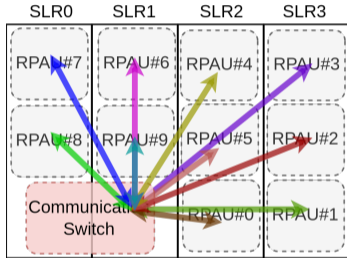 SLR0 SLR1 SLR2 SLR3
RPAU#7 RPAU#6 RPAU#4 RPAU#3
RPAU#8 RPAU#9 RPAU#5 RPAU#2
Switch RPAU#0 RPAU#1